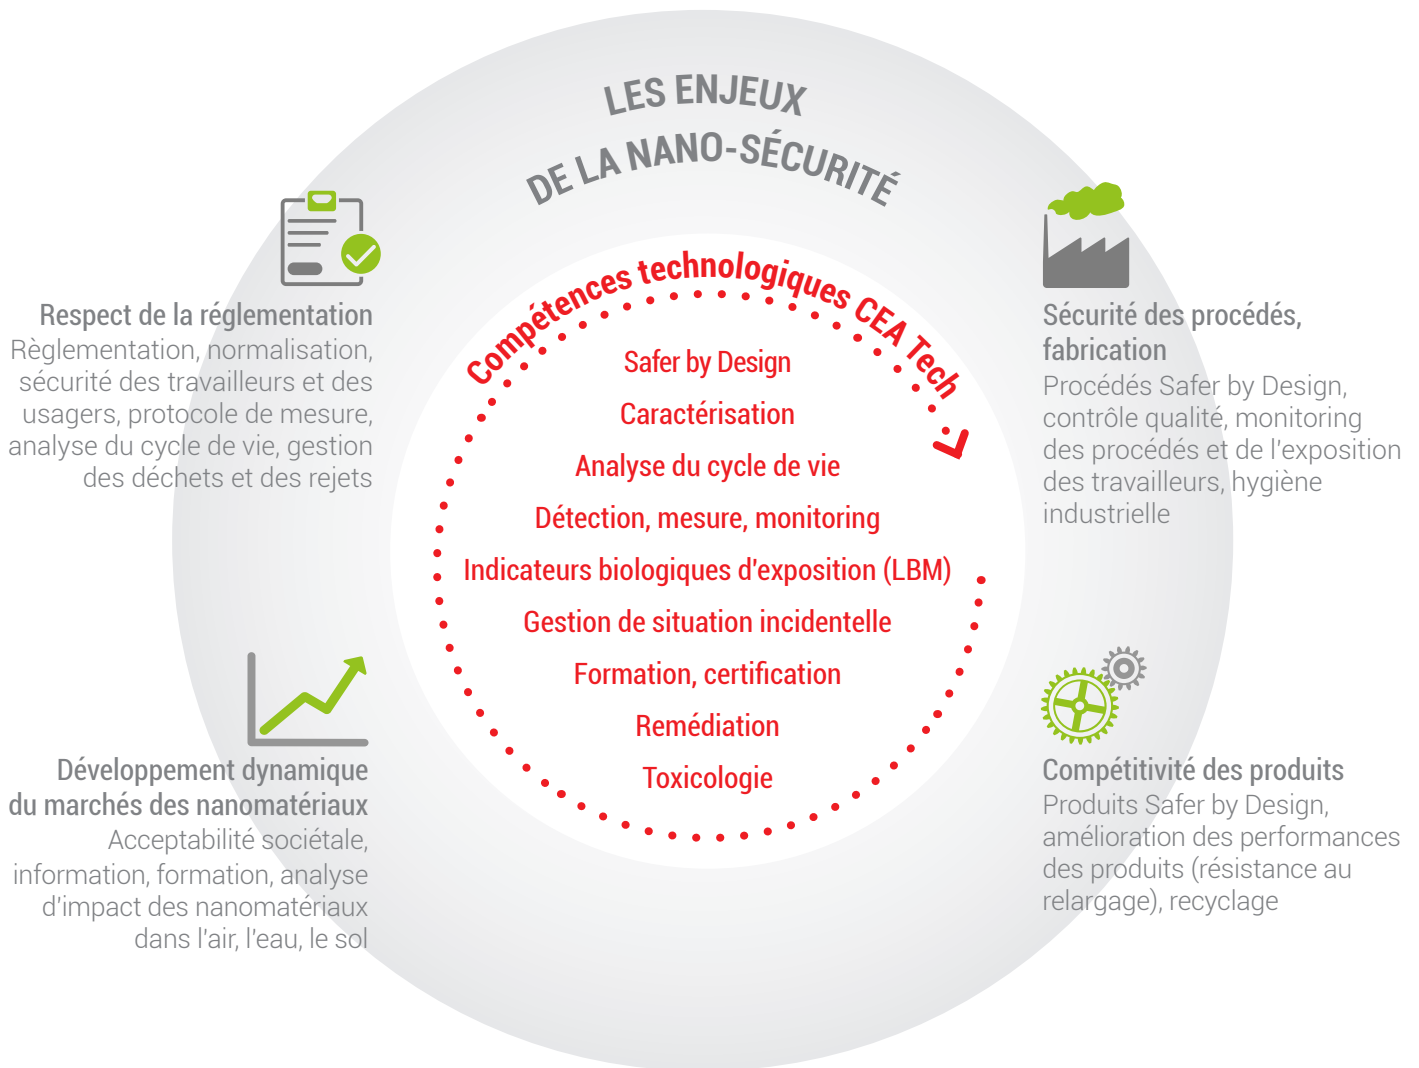 LES ENJEUX
DE LA NANO-SÉCURITÉ
Respect de la réglementation
Règlementation, normalisation,
sécurité des travailleurs et des
usagers, protocole de mesure,
analyse du cycle de vie, gestion
des déchets et des rejets
Sécurité des procédés,
fabrication
Procédés Safer by Design,
contrôle qualité, monitoring
des procédés et de l'exposition
des travailleurs, hygiène
industrielle
Compétences technologiques CEA Tech
Safer by Design
Caractérisation
Analyse du cycle de vie
Détection, mesure, monitoring
Indicateurs biologiques d'exposition (LBM)
Gestion de situation incidentelle
Formation, certification
Remédiation
Toxicologie
Développement dynamique
du marchés des nanomatériaux
Acceptabilité sociétale,
information, formation, analyse
d'impact des nanomatériaux
dans l'air, l'eau, le sol
Compétitivité des produits
Produits Safer by Design,
amélioration des performances
des produits (résistance au
relargage), recyclage